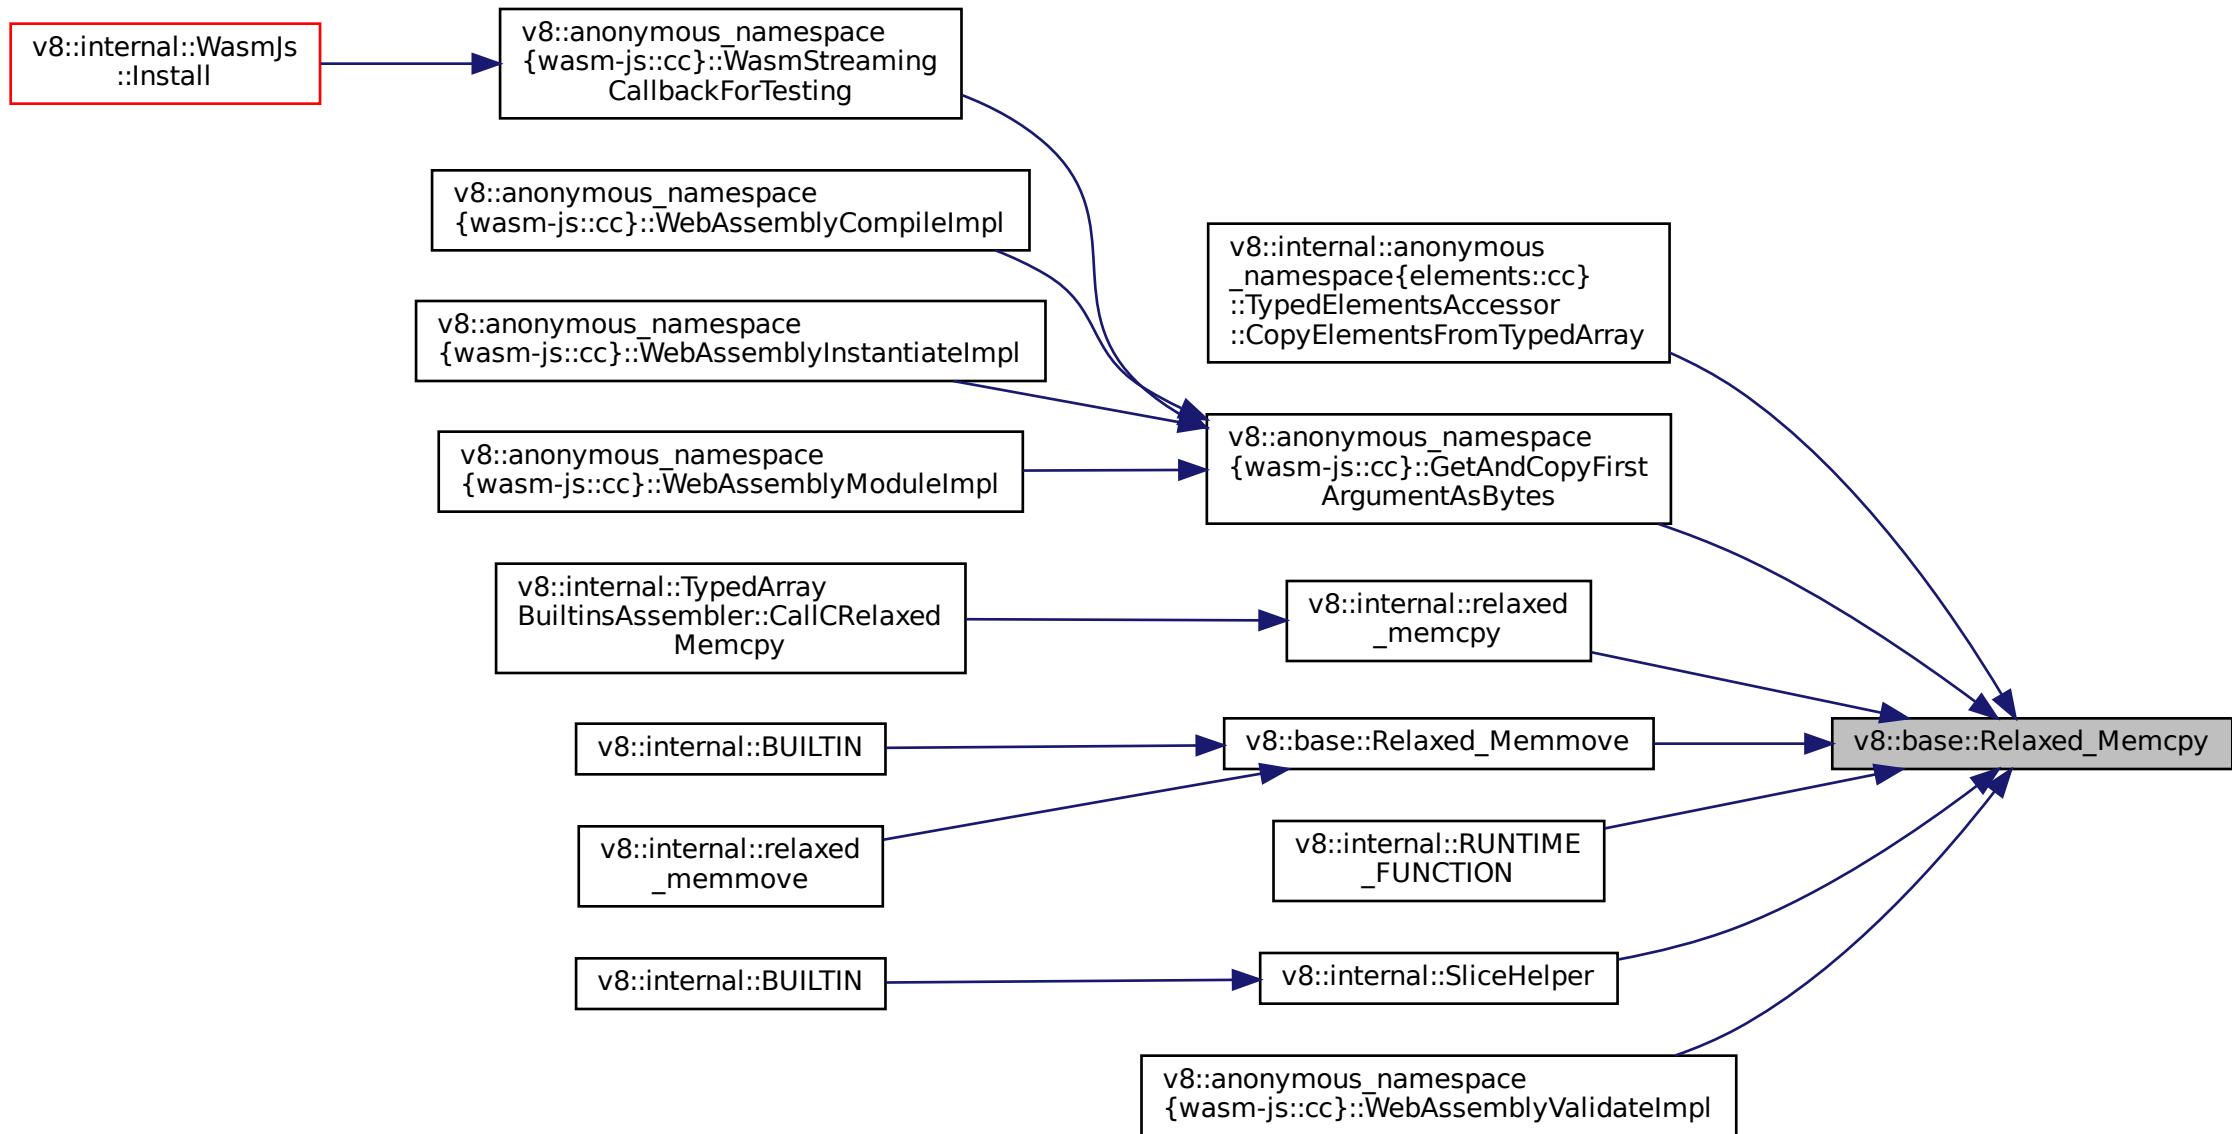 v8::internal::WasmJs
::Install
v8::anonymous_namespace
{wasm-js::cc}::WasmStreaming
CallbackForTesting
v8::anonymous_namespace
{wasm-js::cc}::WebAssemblyCompileImpl
v8::anonymous_namespace
{wasm-js::cc}::WebAssemblyInstantiateImpl
v8::anonymous_namespace
{wasm-js::cc}::WebAssemblyModuleImpl
v8::internal::TypedArray
BuiltinsAssembler::CallCRelaxed
Memcpy
v8::internal::BUILTIN
v8::internal::relaxed
_memmove
v8::internal::BUILTIN
v8::internal::anonymous
_namespace{elements::cc}
::TypedElementsAccessor
::CopyElementsFromTypedArray
v8::anonymous_namespace
{wasm-js::cc}::GetAndCopyFirst
ArgumentAsBytes
v8::internal::relaxed
_memcpy
v8::base::Relaxed_Memmove
v8::internal::RUNTIME
_FUNCTION
v8::internal::SliceHelper
v8::anonymous_namespace
{wasm-js::cc}::WebAssemblyValidateImpl
v8::base::Relaxed_Memcpy